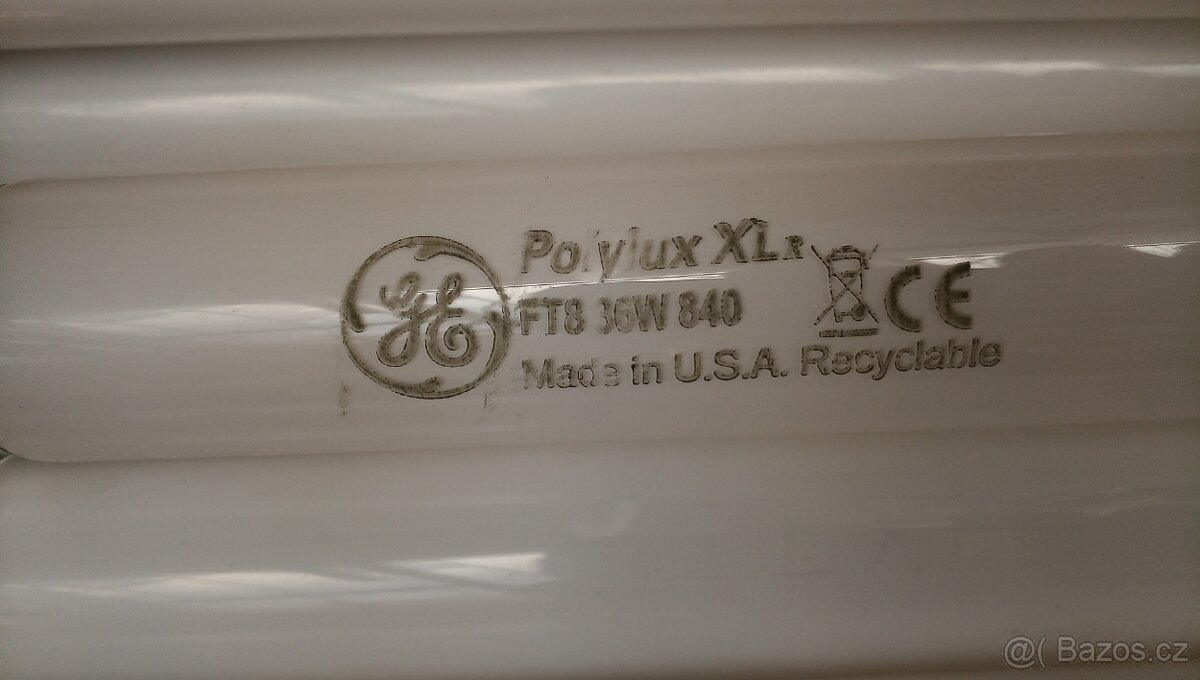 GE
Polylux XLR
FT8 36W 840
CE
Made in U.S.A. Recyclable
@( Bazos.cz